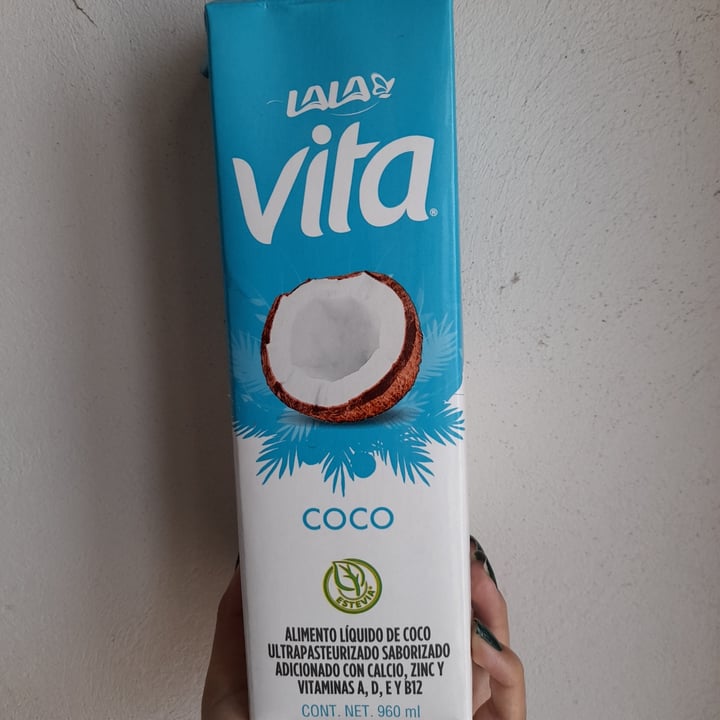 LALA
vita®
COCO
ESTEVIA®
ALIMENTO LÍQUIDO DE COCO
ULTRAPASTEURIZADO SABORIZADO
ADICIONADO CON CALCIO, ZINC Y
VITAMINAS A, D, E Y B12
CONT. NET. 960 ml